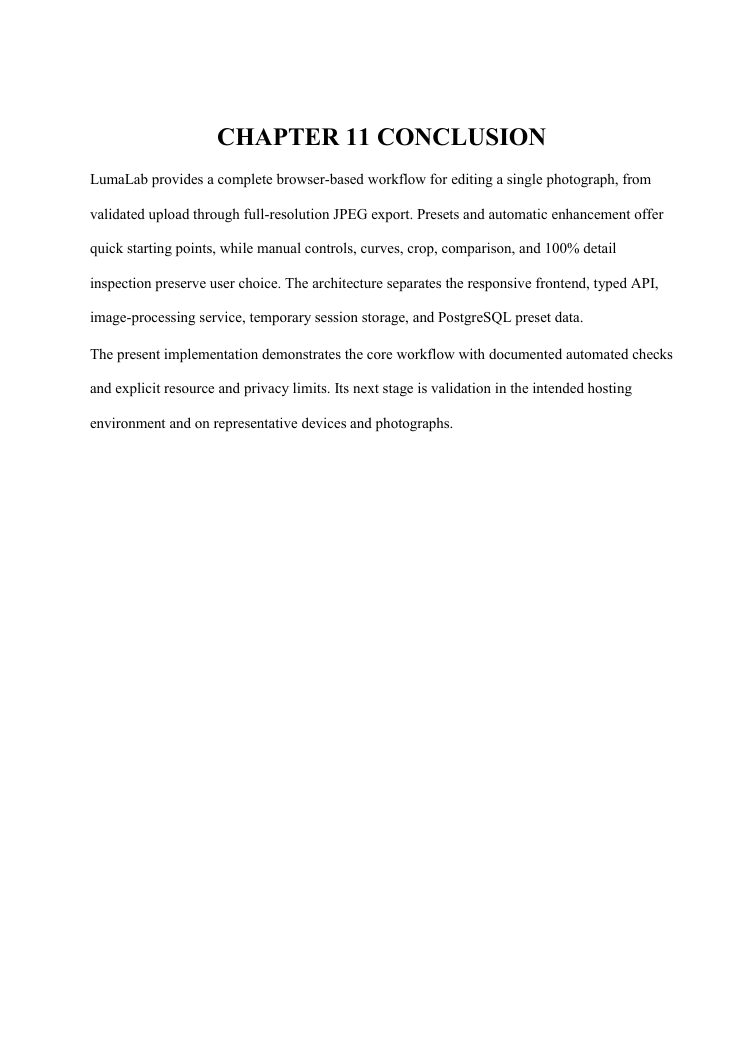 CHAPTER 11 CONCLUSION
LumaLab provides a complete browser-based workflow for editing a single photograph, from
validated upload through full-resolution JPEG export. Presets and automatic enhancement offer
quick starting points, while manual controls, curves, crop, comparison, and 100% detail
inspection preserve user choice. The architecture separates the responsive frontend, typed API,
image-processing service, temporary session storage, and PostgreSQL preset data.
The present implementation demonstrates the core workflow with documented automated checks
and explicit resource and privacy limits. Its next stage is validation in the intended hosting
environment and on representative devices and photographs.